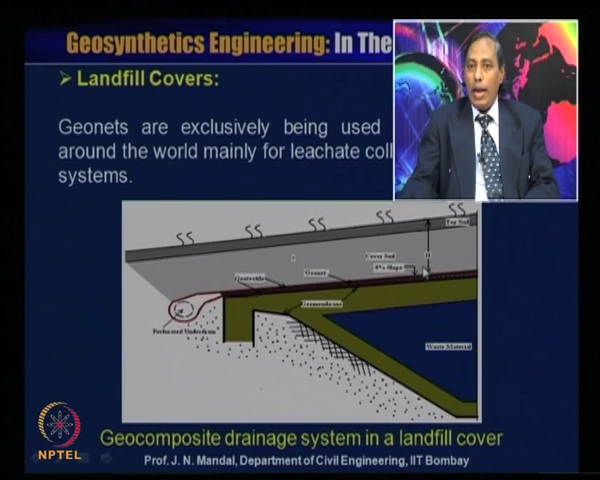 Geosynthetics Engineering: In The
➢ Landfill Covers:
Geonets are exclusively being used
around the world mainly for leachate coll
systems.
Top Soil
Cover Soil
H
Geotextile
Geonet
8% Slope
Geomembrane
Perforated Underdrain
Waste Material
Geocomposite drainage system in a landfill cover
NPTEL
Prof. J. N. Mandal, Department of Civil Engineering, IIT Bombay